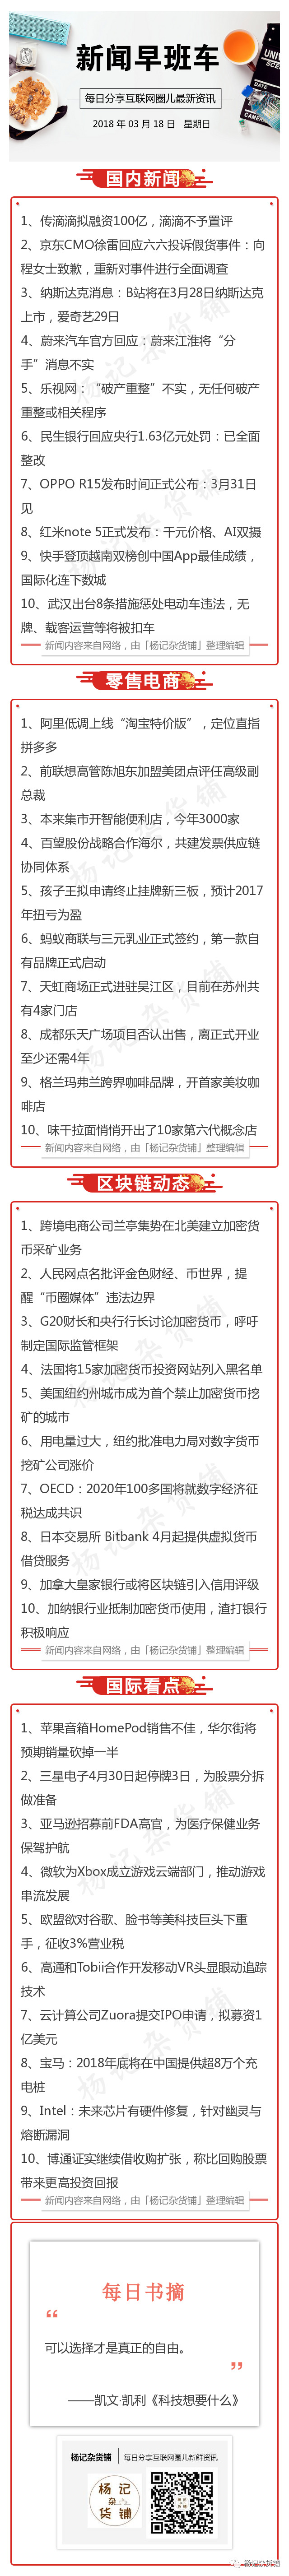 新闻早班车
每日分享互联网圈儿最新资讯
2018 年 03 月 18 日 星期日
国内新闻
1、传滴滴拟融资100亿，滴滴不予置评
2、京东CMO徐雷回应六六投诉假货事件：向
程女士致歉，重新对事件进行全面调查
3、纳斯达克消息：B站将在3月28日纳斯达克
上市，爱奇艺29日
4、蔚来汽车官方回应：蔚来江淮将“分
手”消息不实
5、乐视网：“破产重整”不实，无任何破产
重整或相关程序
6、民生银行回应央行1.63亿元处罚：已全面
整改
7、OPPO R15发布时间正式公布：3月31日
见
8、红米note 5正式发布：千元价格、AI双摄
9、快手登顶越南双榜创中国App最佳成绩，
国际化连下数城
10、武汉出台8条措施惩处电动车违法，无
牌、载客运营等将被扣车
新闻内容来自网络，由「杨记杂货铺」整理编辑
零售电商
1、阿里低调上线“淘宝特价版”，定位直指
拼多多
2、前联想高管陈旭东加盟美团点评任高级副
总裁
3、本来集市开智能便利店，今年3000家
4、百望股份战略合作海尔，共建发票供应链
协同体系
5、孩子王拟申请终止挂牌新三板，预计2017
年扭亏为盈
6、蚂蚁商联与三元乳业正式签约，第一款自
有品牌正式启动
7、天虹商场正式进驻吴江区，目前在苏州共
有4家门店
8、成都乐天广场项目否认出售，离正式开业
至少还需4年
9、格兰玛弗兰跨界咖啡品牌，开首家美妆咖
啡店
10、味千拉面悄悄开出了10家第六代概念店
新闻内容来自网络，由「杨记杂货铺」整理编辑
区块链动态
1、跨境电商公司兰亭集势在北美建立加密货
币采矿业务
2、人民网点名批评金色财经、币世界，提
醒“币圈媒体”违法边界
3、G20财长和央行行长讨论加密货币，呼吁
制定国际监管框架
4、法国将15家加密货币投资网站列入黑名单
5、美国纽约州城市成为首个禁止加密货币挖
矿的城市
6、用电量过大，纽约批准电力局对数字货币
挖矿公司涨价
7、OECD：2020年100多国将就数字经济征
税达成共识
8、日本交易所 Bitbank 4月起提供虚拟货币
借贷服务
9、加拿大皇家银行或将区块链引入信用评级
10、加纳银行业抵制加密货币使用，渣打银行
积极响应
新闻内容来自网络，由「杨记杂货铺」整理编辑
国际看点
1、苹果音箱HomePod销售不佳，华尔街将
预期销量砍掉一半
2、三星电子4月30日起停牌3日，为股票分拆
做准备
3、亚马逊招募前FDA高官，为医疗保健业务
保驾护航
4、微软为Xbox成立游戏云端部门，推动游戏
串流发展
5、欧盟欲对谷歌、脸书等美科技巨头下重
手，征收3%营业税
6、高通和Tobii合作开发移动VR头显眼动追踪
技术
7、云计算公司Zuora提交IPO申请，拟募资1
亿美元
8、宝马：2018年底将在中国提供超8万个充
电桩
9、Intel：未来芯片有硬件修复，针对幽灵与
熔断漏洞
10、博通证实继续借收购扩张，称比回购股票
带来更高投资回报
新闻内容来自网络，由「杨记杂货铺」整理编辑
每日书摘
“
可以选择才是真正的自由。
”
——凯文·凯利《科技想要什么》
杨记杂货铺 每日分享互联网圈儿新鲜资讯
杨记
杂
货铺
杨记杂货铺